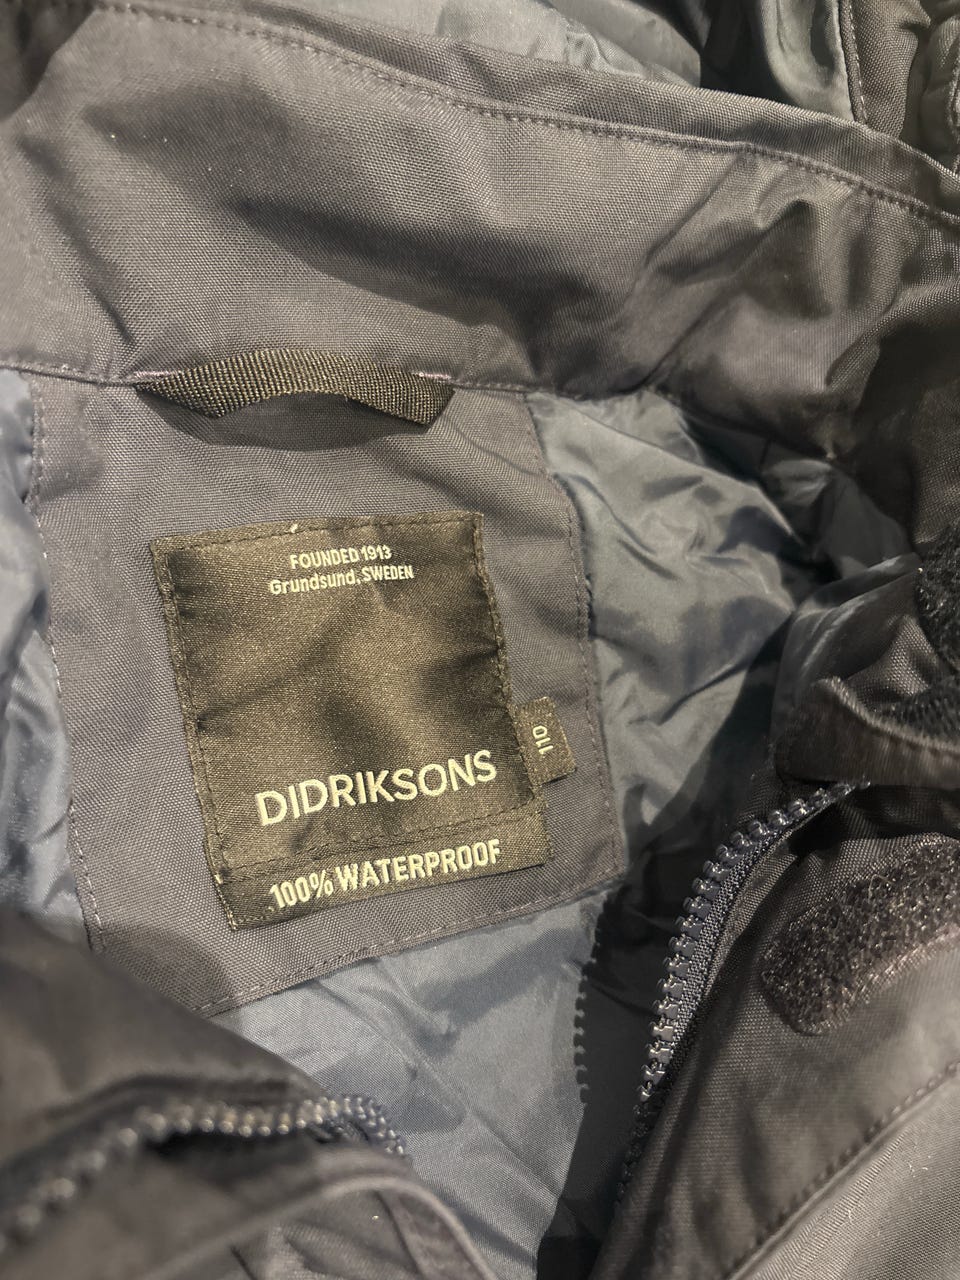 FOUNDED 1913
Grundsund, SWEDEN
DIDRIKSONS
110
100% WATERPROOF